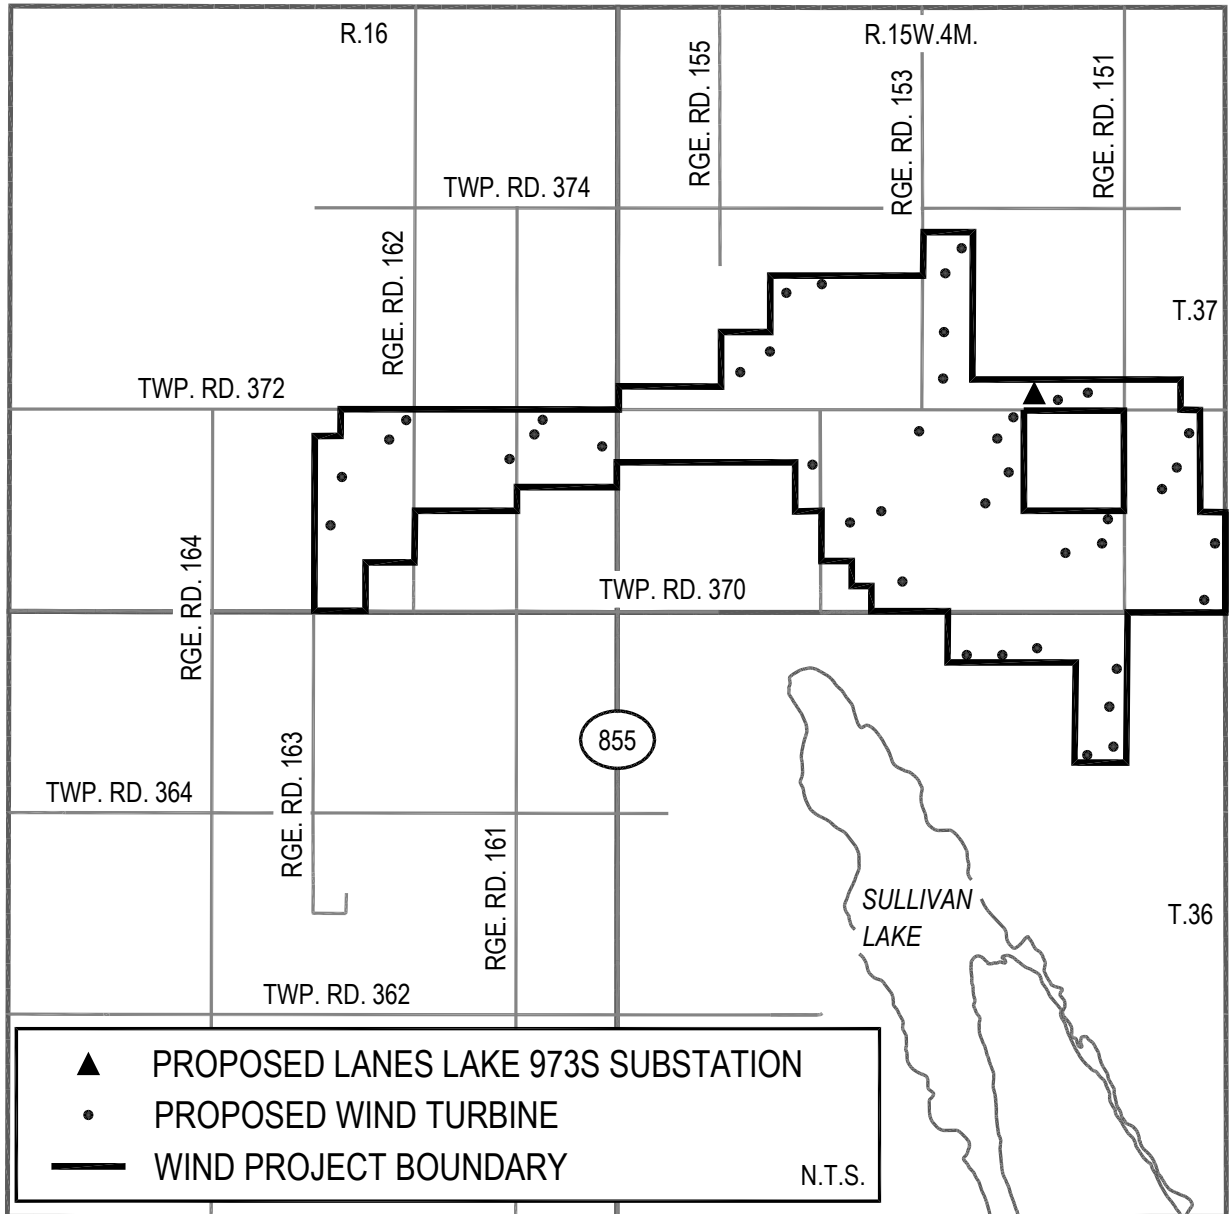 R.16
R.15W.4M.
RGE. RD. 155
RGE. RD. 153
RGE. RD. 151
TWP. RD. 374
RGE. RD. 162
T.37
TWP. RD. 372
RGE. RD. 164
TWP. RD. 370
855
RGE. RD. 163
TWP. RD. 364
RGE. RD. 161
SULLIVAN
LAKE
T.36
TWP. RD. 362
PROPOSED LANES LAKE 973S SUBSTATION
PROPOSED WIND TURBINE
WIND PROJECT BOUNDARY
N.T.S.